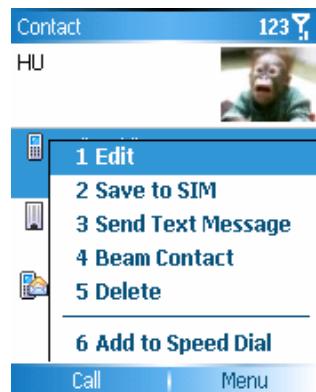 Contact 123
HU
1 Edit
2 Save to SIM
3 Send Text Message
4 Beam Contact
5 Delete
6 Add to Speed Dial
Call Menu